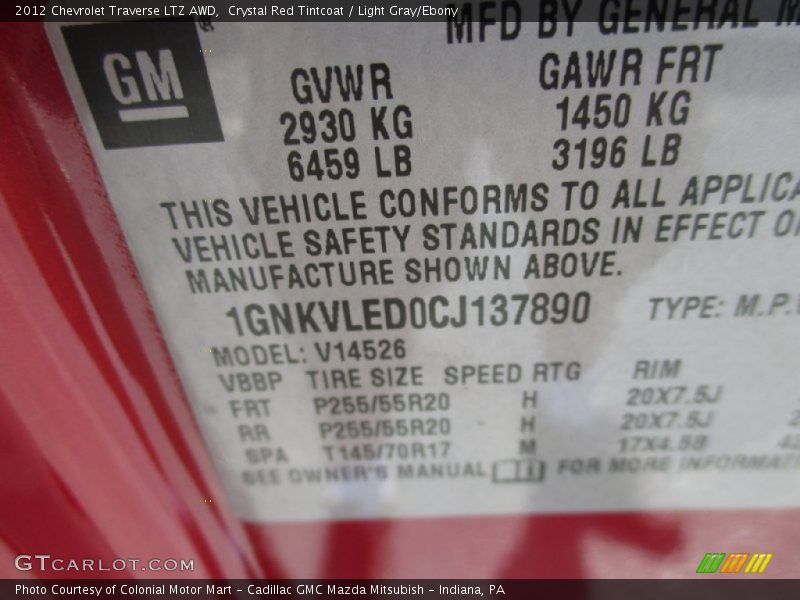 2012 Chevrolet Traverse LTZ AWD, Crystal Red Tintcoat / Light Gray/Ebony
MFD BY GENERAL M
GM
GVWR GAWR FRT
2930 KG 1450 KG
6459 LB 3196 LB
THIS VEHICLE CONFORMS TO ALL APPLICA
VEHICLE SAFETY STANDARDS IN EFFECT O
MANUFACTURE SHOWN ABOVE.
1GNKVLED0CJ137890 TYPE: M.P.V
MODEL: V14526
VBBP TIRE SIZE SPEED RTG RIM
FRT P255/55R20 H 20X7.5J
RR P255/55R20 H 20X7.5J
SPA T145/70R17 M 17X4.5B
SEE OWNER'S MANUAL FOR MORE INFORMATI
GTcarlot.com
Photo Courtesy of Colonial Motor Mart - Cadillac GMC Mazda Mitsubish - Indiana, PA